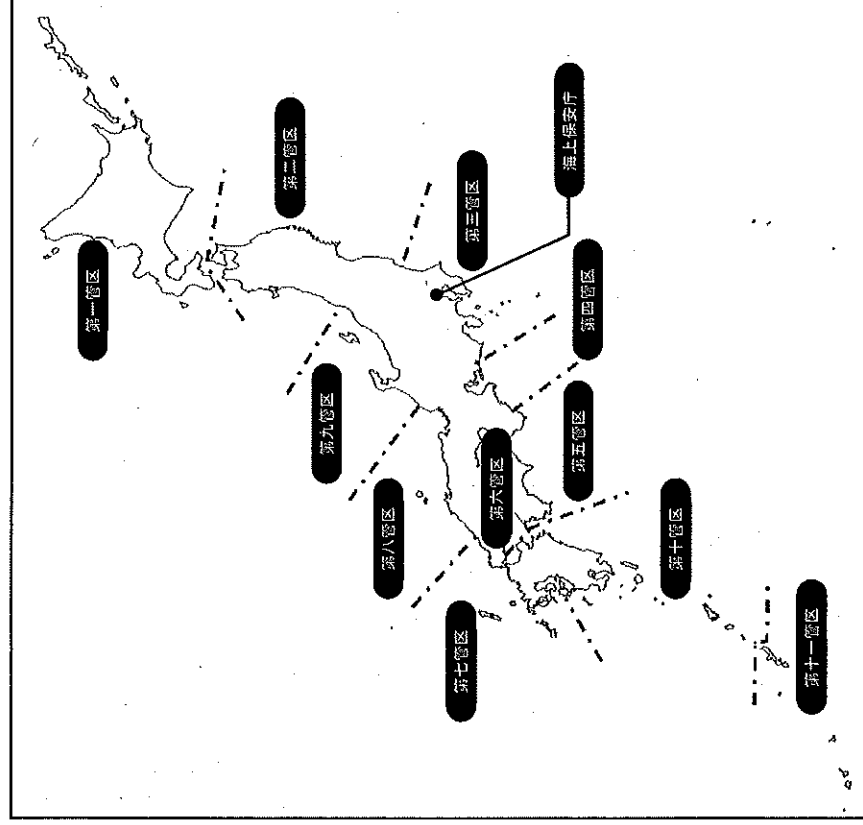 第一管区
第二管区
第三管区
海上保安庁
第四管区
第九管区
第五管区
第六管区
第八管区
第七管区
第十管区
第十一管区